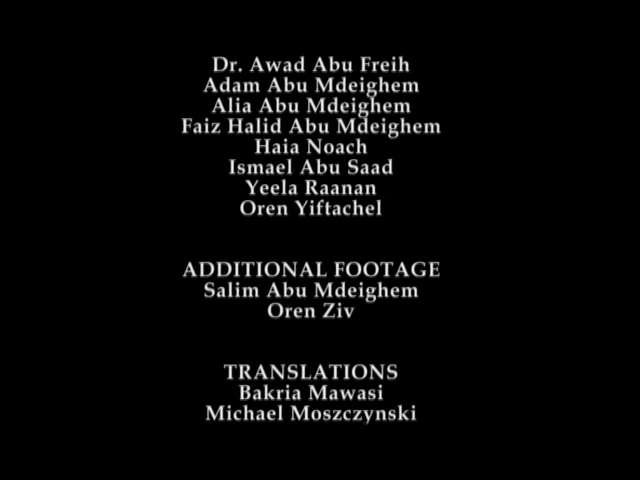 Dr. Awad Abu Freih
Adam Abu Mdeighem
Alia Abu Mdeighem
Faiz Halid Abu Mdeighem
Haia Noach
Ismael Abu Saad
Yeela Raanan
Oren Yiftachel
ADDITIONAL FOOTAGE
Salim Abu Mdeighem
Oren Ziv
TRANSLATIONS
Bakria Mawasi
Michael Moszczynski